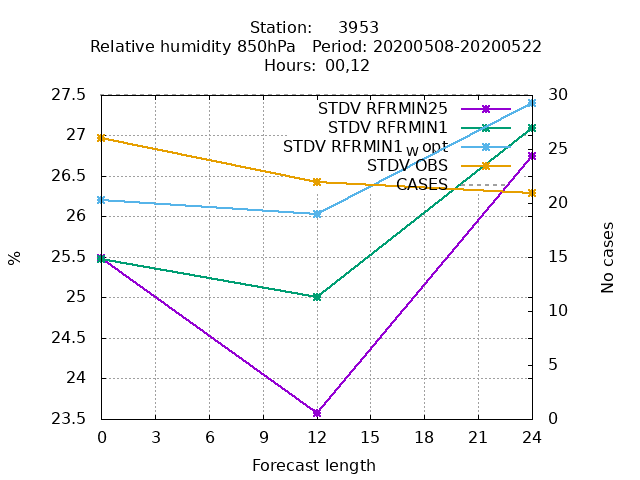 Station: 3953
Relative humidity 850hPa Period: 20200508-20200522
Hours: 00,12
27.5
27
26.5
26
25.5
25
24.5
24
23.5
30
25
20
15
10
5
0
STDV RFRMIN25
STDV RFRMIN1
STDV RFRMIN1 W opt
STDV OBS
CASES
%
No cases
0 3 6 9 12 15 18 21 24
Forecast length